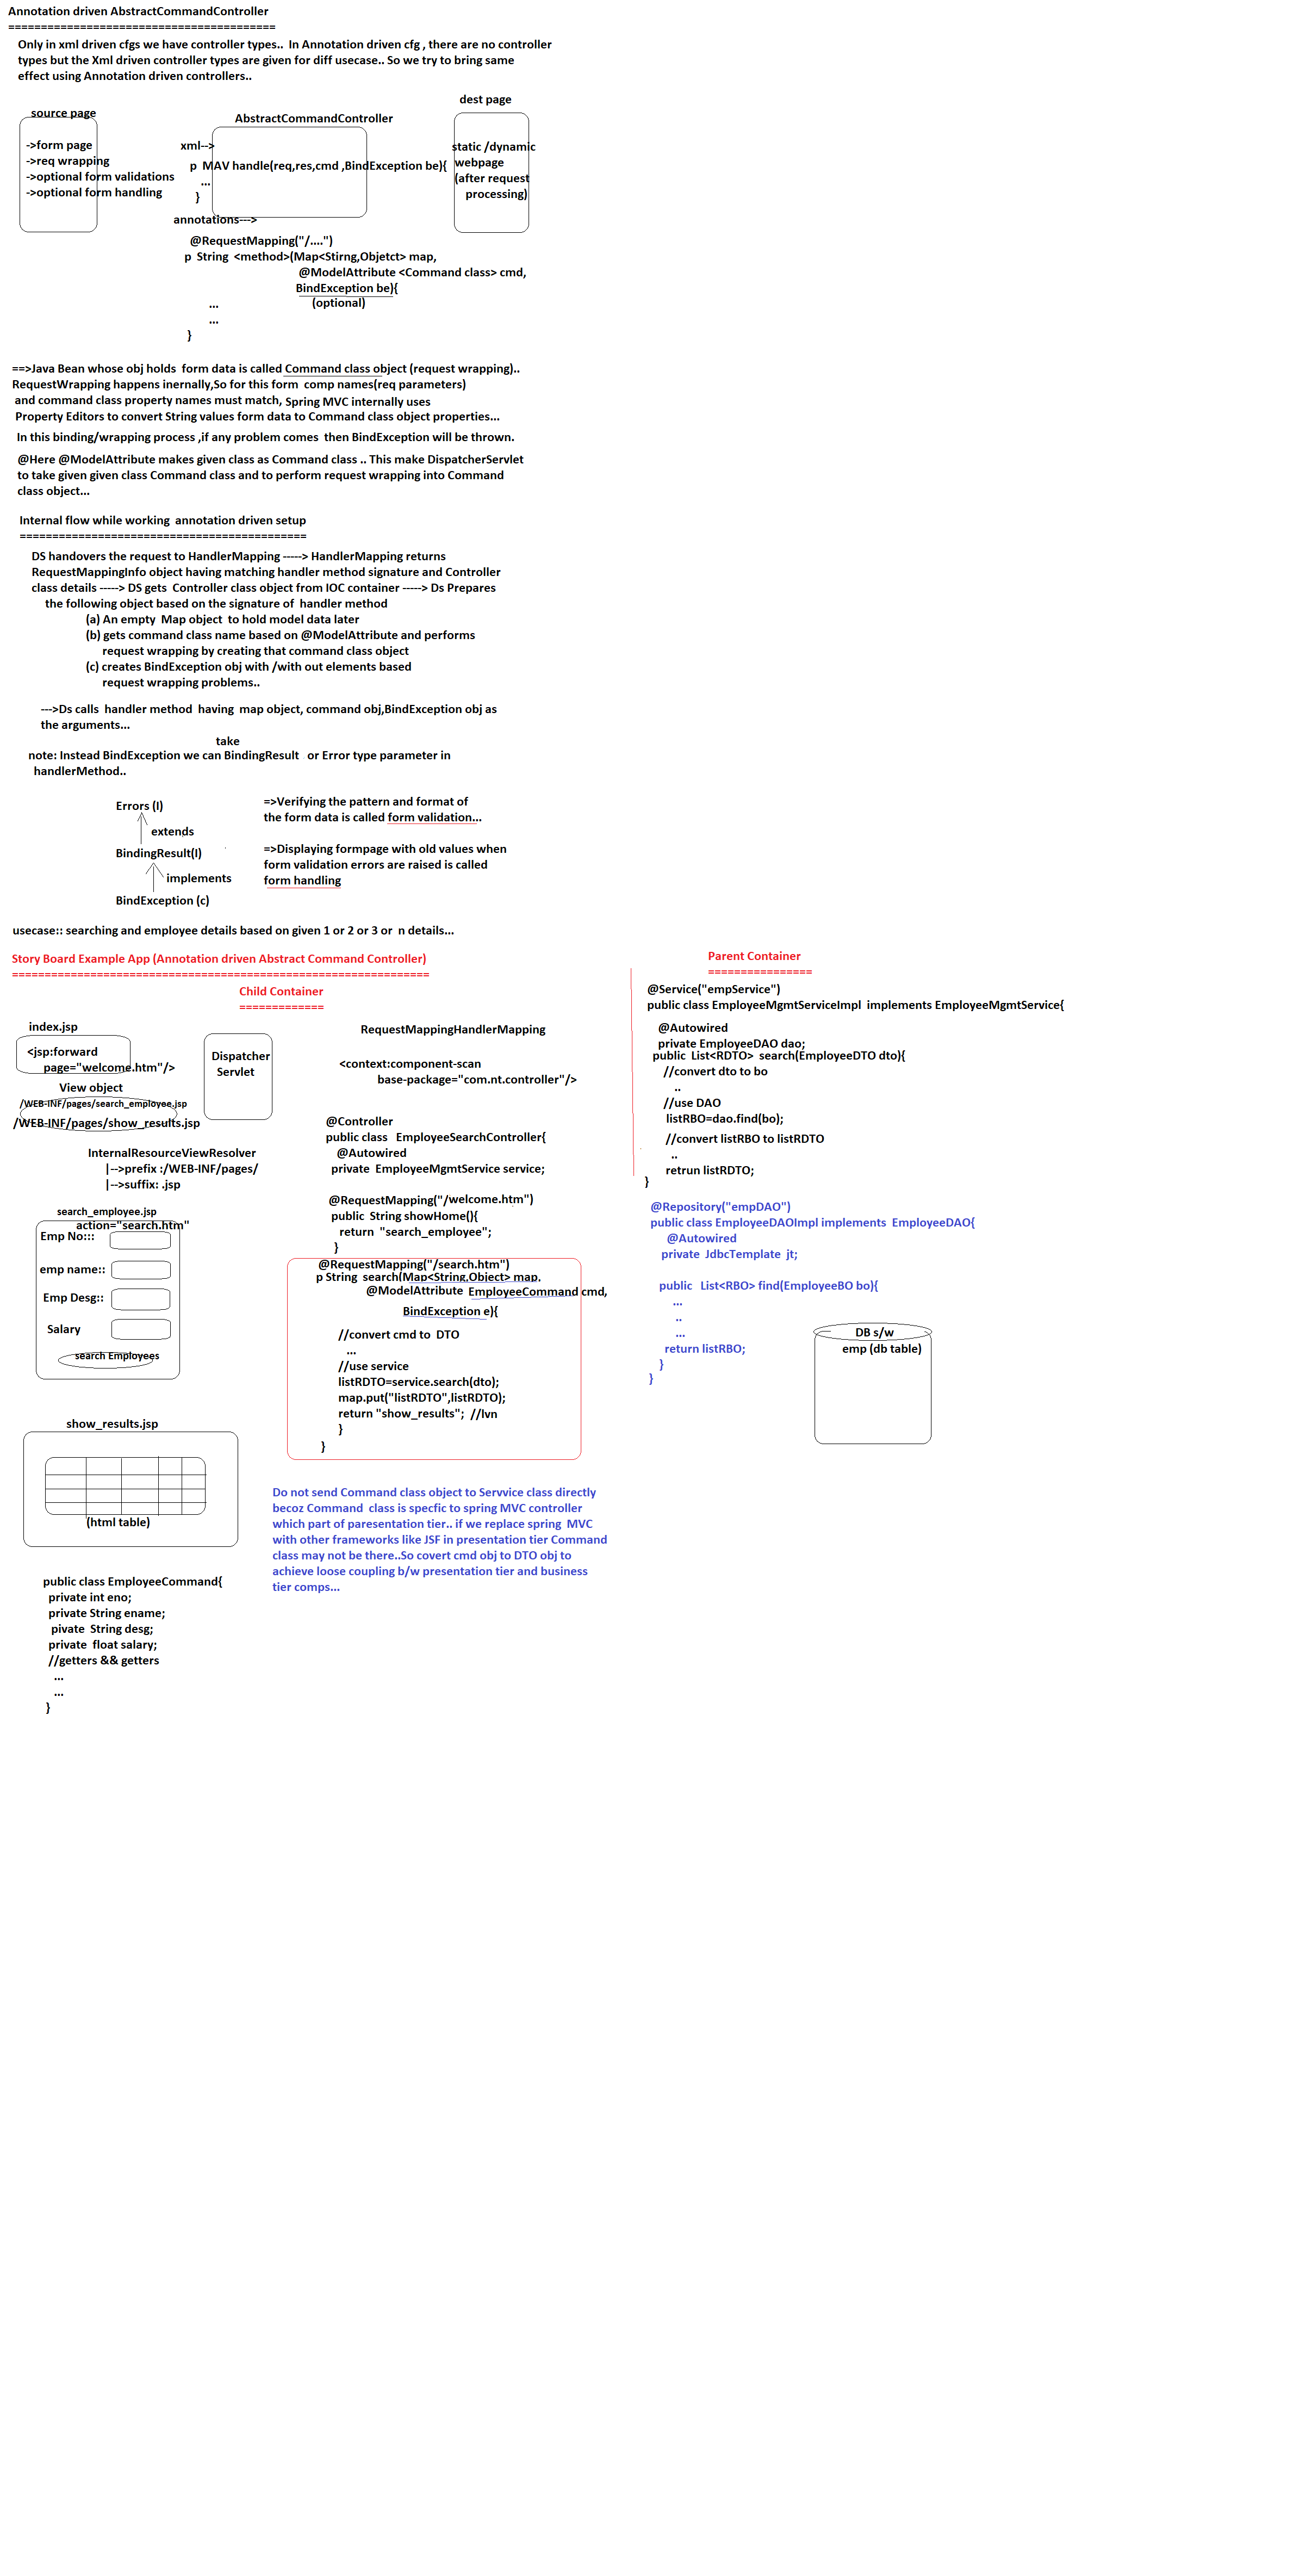 Annotation driven AbstractCommandController
=========================================
Only in xml driven cfgs we have controller types.. In Annotation driven cfg , there are no controller
types but the Xml driven controller types are given for diff usecase.. So we try to bring same
effect using Annotation driven controllers..
source page
->form page
->req wrapping
->optional form validations
->optional form handling
AbstractCommandController
xml-->
p MAV handle(req,res,cmd ,BindException be){
...
}
dest page
static /dynamic
webpage
(after request
processing)
annotations--->
@RequestMapping("/....")
p String <method>(Map<Stirng,Objetct> map,
@ModelAttribute <Command class> cmd,
BindException be){
(optional)
...
...
}
==>Java Bean whose obj holds form data is called Command class object (request wrapping)..
RequestWrapping happens inernally,So for this form comp names(req parameters)
and command class property names must match, Spring MVC internally uses
Property Editors to convert String values form data to Command class object properties...
In this binding/wrapping process ,if any problem comes then BindException will be thrown.
@Here @ModelAttribute makes given class as Command class .. This make DispatcherServlet
to take given given class Command class and to perform request wrapping into Command
class object...
Internal flow while working annotation driven setup
============================================
DS handovers the request to HandlerMapping -----> HandlerMapping returns
RequestMappingInfo object having matching handler method signature and Controller
class details -----> DS gets Controller class object from IOC container -----> Ds Prepares
the following object based on the signature of handler method
(a) An empty Map object to hold model data later
(b) gets command class name based on @ModelAttribute and performs
request wrapping by creating that command class object
(c) creates BindException obj with /with out elements based
request wrapping problems..
--->Ds calls handler method having map object, command obj,BindException obj as
the arguments...
take
note: Instead BindException we can BindingResult or Error type parameter in
handlerMethod..
Errors (I)
extends
BindingResult(I)
implements
BindException (c)
=>Verifying the pattern and format of
the form data is called form validation...
=>Displaying formpage with old values when
form validation errors are raised is called
form handling
usecase:: searching and employee details based on given 1 or 2 or 3 or n details...
Story Board Example App (Annotation driven Abstract Command Controller)
================================================================
Child Container
=============
index.jsp
<jsp:forward
page="welcome.htm"/>
View object
/WEB-INF/pages/search_employee.jsp
/WEB-INF/pages/show_results.jsp
Dispatcher
Servlet
InternalResourceViewResolver
|-->prefix :/WEB-INF/pages/
|-->suffix: .jsp
search_employee.jsp
action="search.htm"
Emp No:::
emp name::
Emp Desg::
Salary
search Employees
show_results.jsp
(html table)
public class EmployeeCommand{
private int eno;
private String ename;
pivate String desg;
private float salary;
//getters && getters
...
...
}
RequestMappingHandlerMapping
<context:component-scan
base-package="com.nt.controller"/>
@Controller
public class EmployeeSearchController{
@Autowired
private EmployeeMgmtService service;
@RequestMapping("/welcome.htm")
public String showHome(){
return "search_employee";
}
@RequestMapping("/search.htm")
p String search(Map<String,Object> map,
@ModelAttribute EmployeeCommand cmd,
BindException e){
//convert cmd to DTO
...
//use service
listRDTO=service.search(dto);
map.put("listRDTO",listRDTO);
return "show_results"; //lvn
}
}
Do not send Command class object to Servvice class directly
becoz Command class is specfic to spring MVC controller
which part of paresentation tier.. if we replace spring MVC
with other frameworks like JSF in presentation tier Command
class may not be there..So covert cmd obj to DTO obj to
achieve loose coupling b/w presentation tier and business
tier comps...
Parent Container
================
@Service("empService")
public class EmployeeMgmtServiceImpl implements EmployeeMgmtService{
@Autowired
private EmployeeDAO dao;
public List<RDTO> search(EmployeeDTO dto){
//convert dto to bo
..
//use DAO
listRBO=dao.find(bo);
//convert listRBO to listRDTO
..
retrun listRDTO;
}
@Repository("empDAO")
public class EmployeeDAOImpl implements EmployeeDAO{
@Autowired
private JdbcTemplate jt;
public List<RBO> find(EmployeeBO bo){
...
..
...
return listRBO;
}
}
DB s/w
emp (db table)